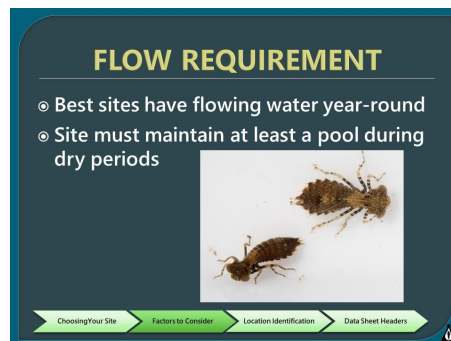 FLOW REQUIREMENT
Best sites have flowing water year-round
Site must maintain at least a pool during
dry periods
ChoosingYour Site
Factors to Consider
Location Identification
Data Sheet Headers